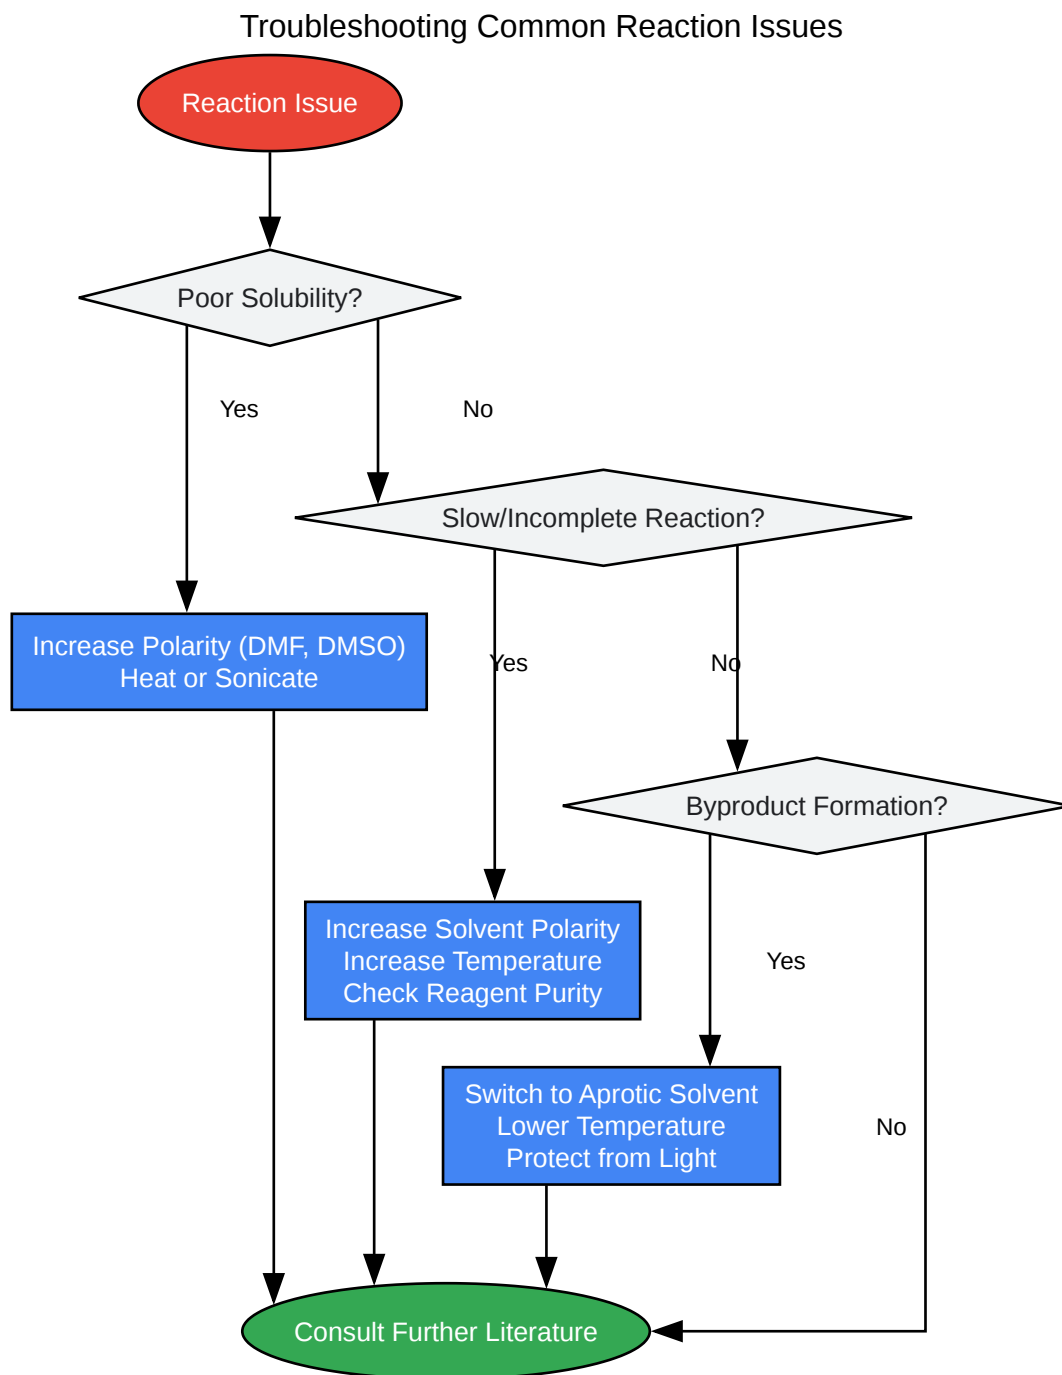 Troubleshooting Common Reaction Issues
Reaction Issue
Poor Solubility?
Yes
No
Slow/Incomplete Reaction?
Increase Polarity (DMF, DMSO)
Heat or Sonicate
Yes
No
Byproduct Formation?
Increase Solvent Polarity
Increase Temperature
Check Reagent Purity
Yes
Switch to Aprotic Solvent
Lower Temperature
Protect from Light
No
Consult Further Literature